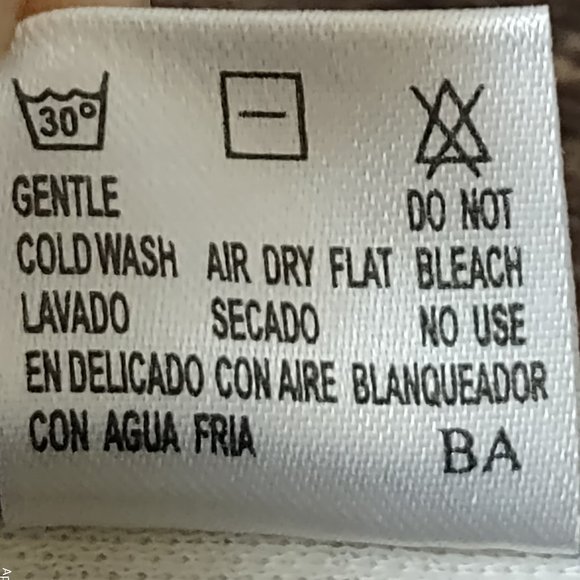 30°
GENTLE DO NOT
COLD WASH AIR DRY FLAT BLEACH
LAVADO SECADO NO USE
EN DELICADO CON AIRE BLANQUEADOR
CON AGUA FRIA BA